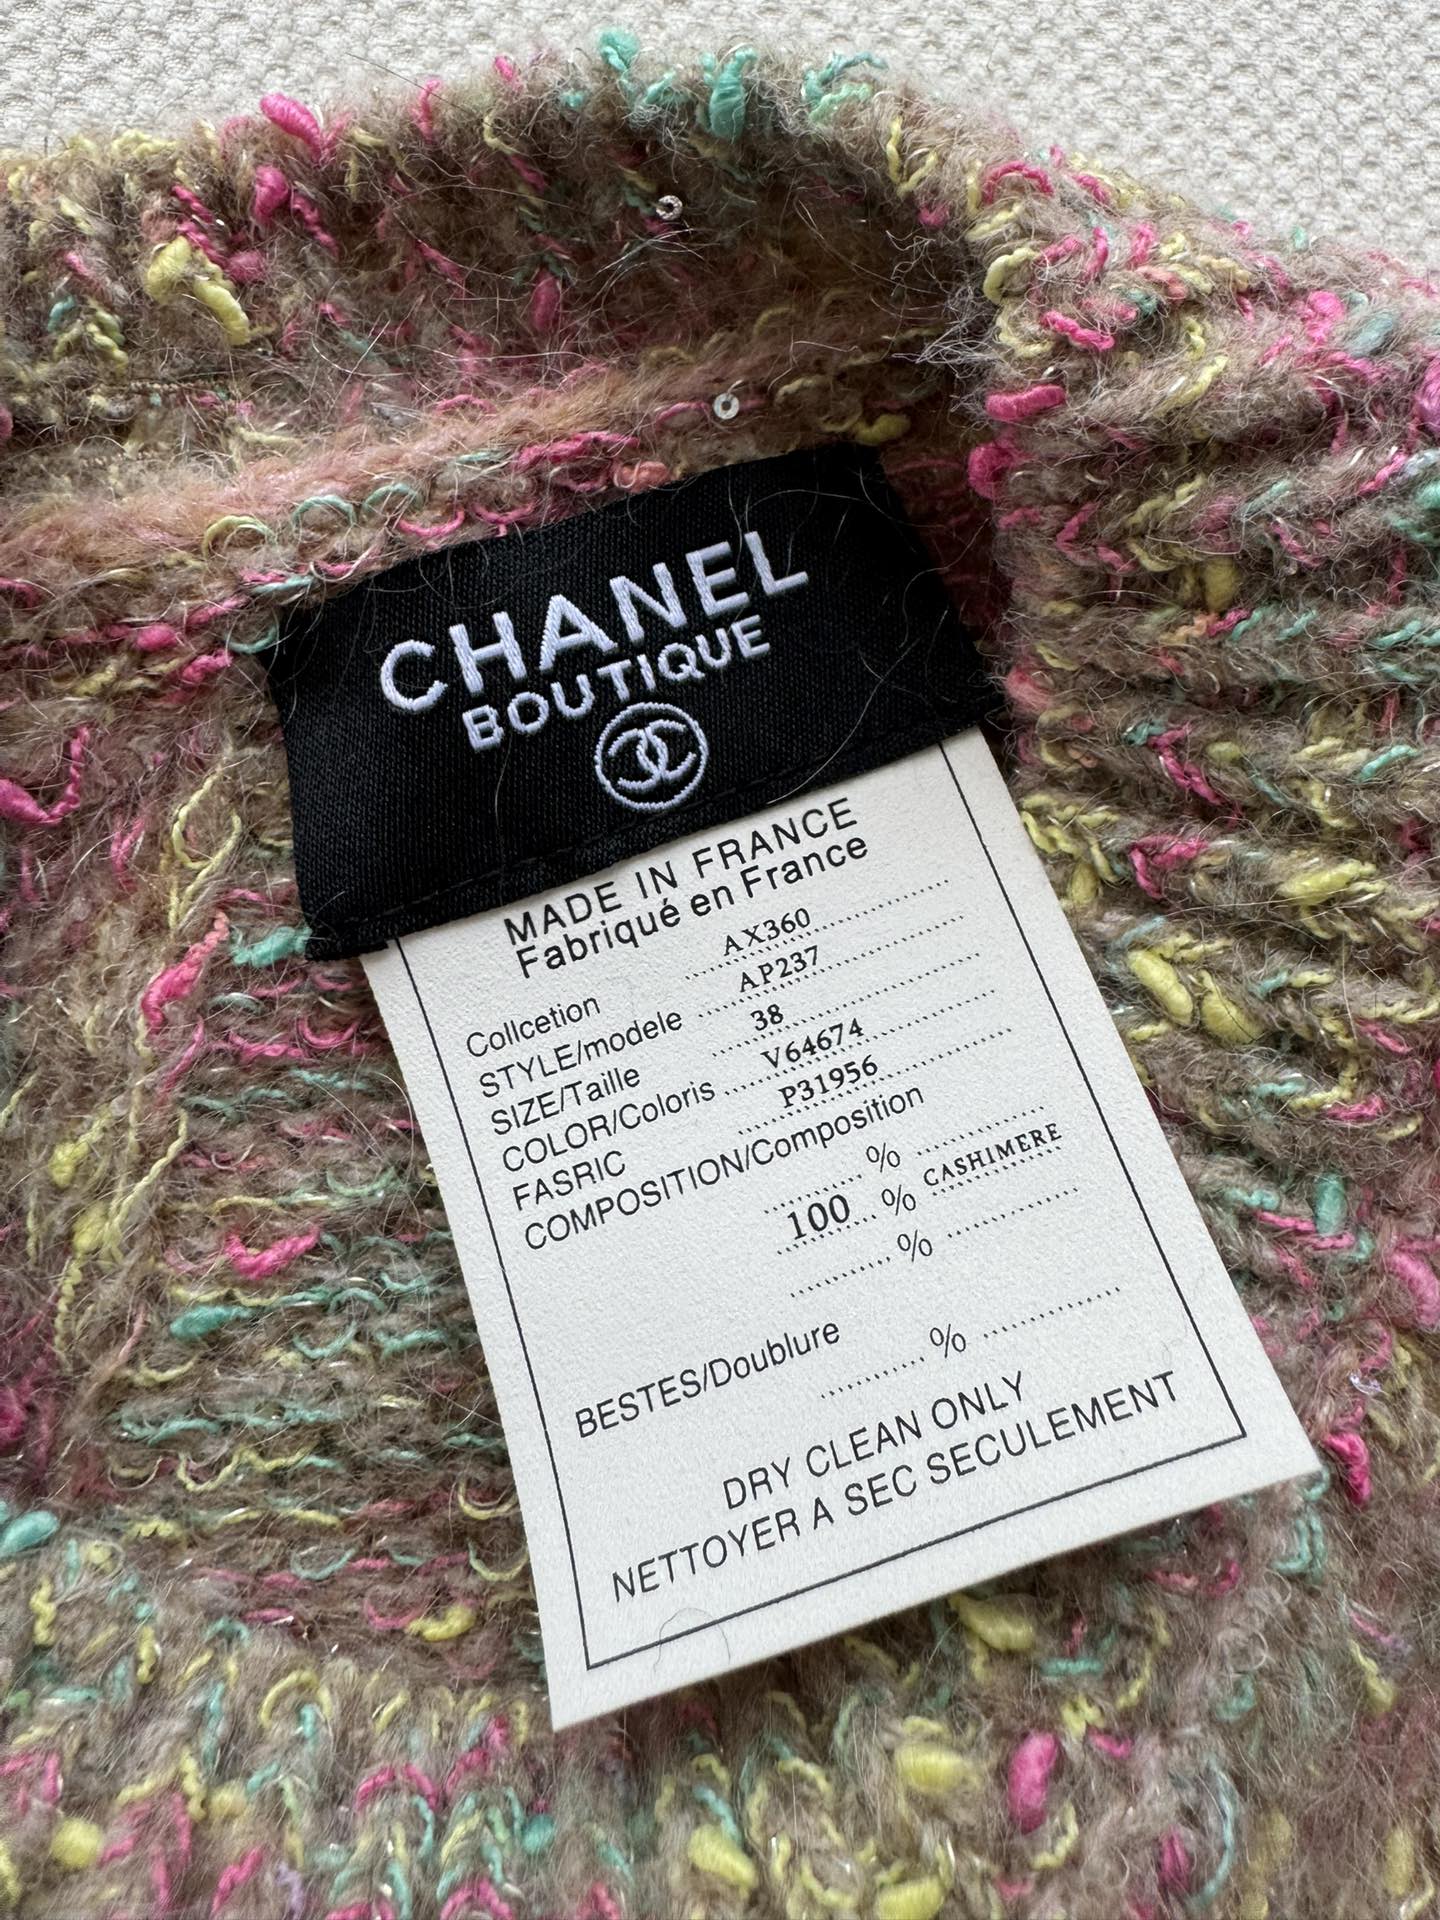 CHANEL
BOUTIQUE
MADE IN FRANCE
Fabriqué en France
Collcetion AX360
STYLE/modele AP237
SIZE/Taille 38
COLOR/Coloris V64674
FASRIC P31956
COMPOSITION/Composition
%
100 % CASHIMERE
%
BESTES/Doublure
%
DRY CLEAN ONLY
NETTOYER A SEC SECULEMENT